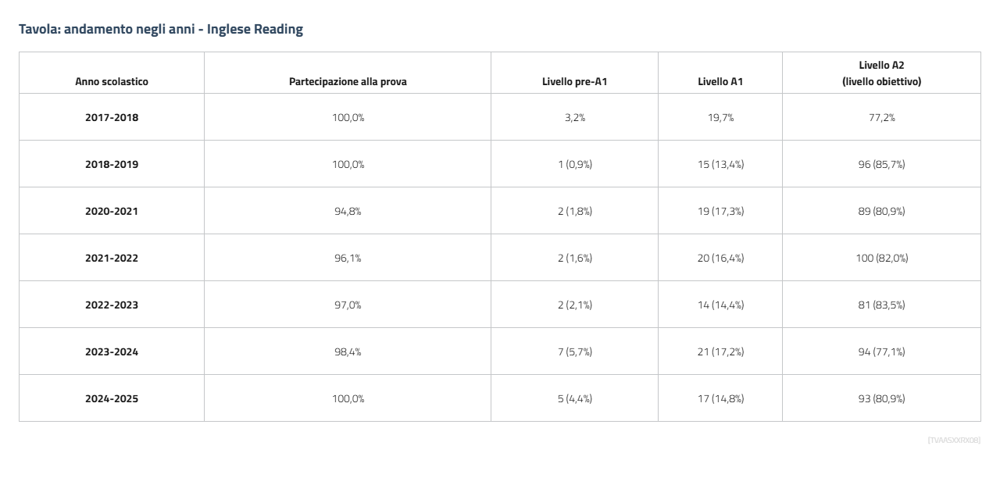 Tavola: andamento negli anni - Inglese Reading
Anno scolastico Partecipazione alla prova Livello pre-A1 Livello A1 Livello A2
(livello obiettivo)
2017-2018 100,0% 3,2% 19,7% 77,2%
2018-2019 100,0% 1 (0,9%) 15 (13,4%) 96 (85,7%)
2020-2021 94,8% 2 (1,8%) 19 (17,3%) 89 (80,9%)
2021-2022 96,1% 2 (1,6%) 20 (16,4%) 100 (82,0%)
2022-2023 97,0% 2 (2,1%) 14 (14,4%) 81 (83,5%)
2023-2024 98,4% 7 (5,7%) 21 (17,2%) 94 (77,1%)
2024-2025 100,0% 5 (4,4%) 17 (14,8%) 93 (80,9%)